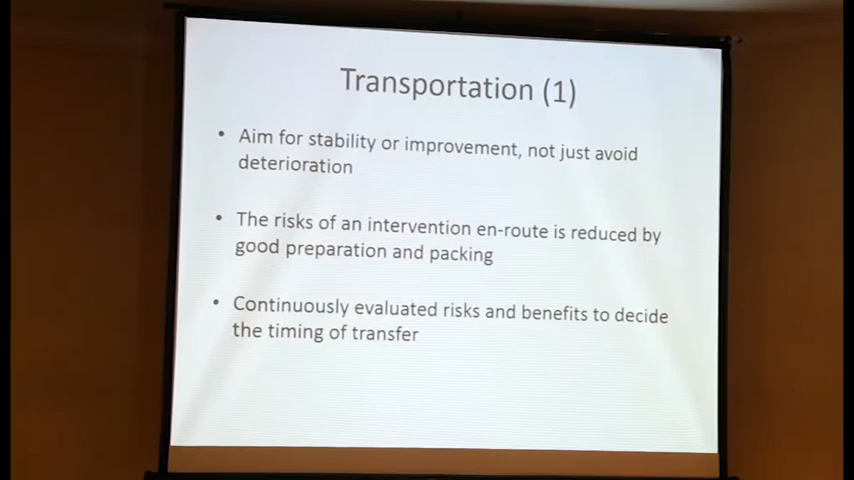 Transportation (1)
• Aim for stability or improvement, not just avoid
deterioration
• The risks of an intervention en-route is reduced by
good preparation and packing
• Continuously evaluated risks and benefits to decide
the timing of transfer